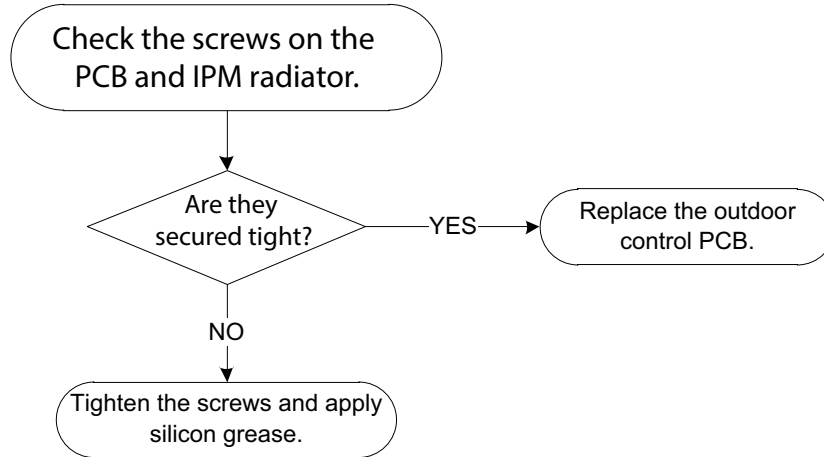 Check the screws on the
PCB and IPM radiator.
Are they
secured tight?
YES
Replace the outdoor
control PCB.
NO
Tighten the screws and apply
silicon grease.